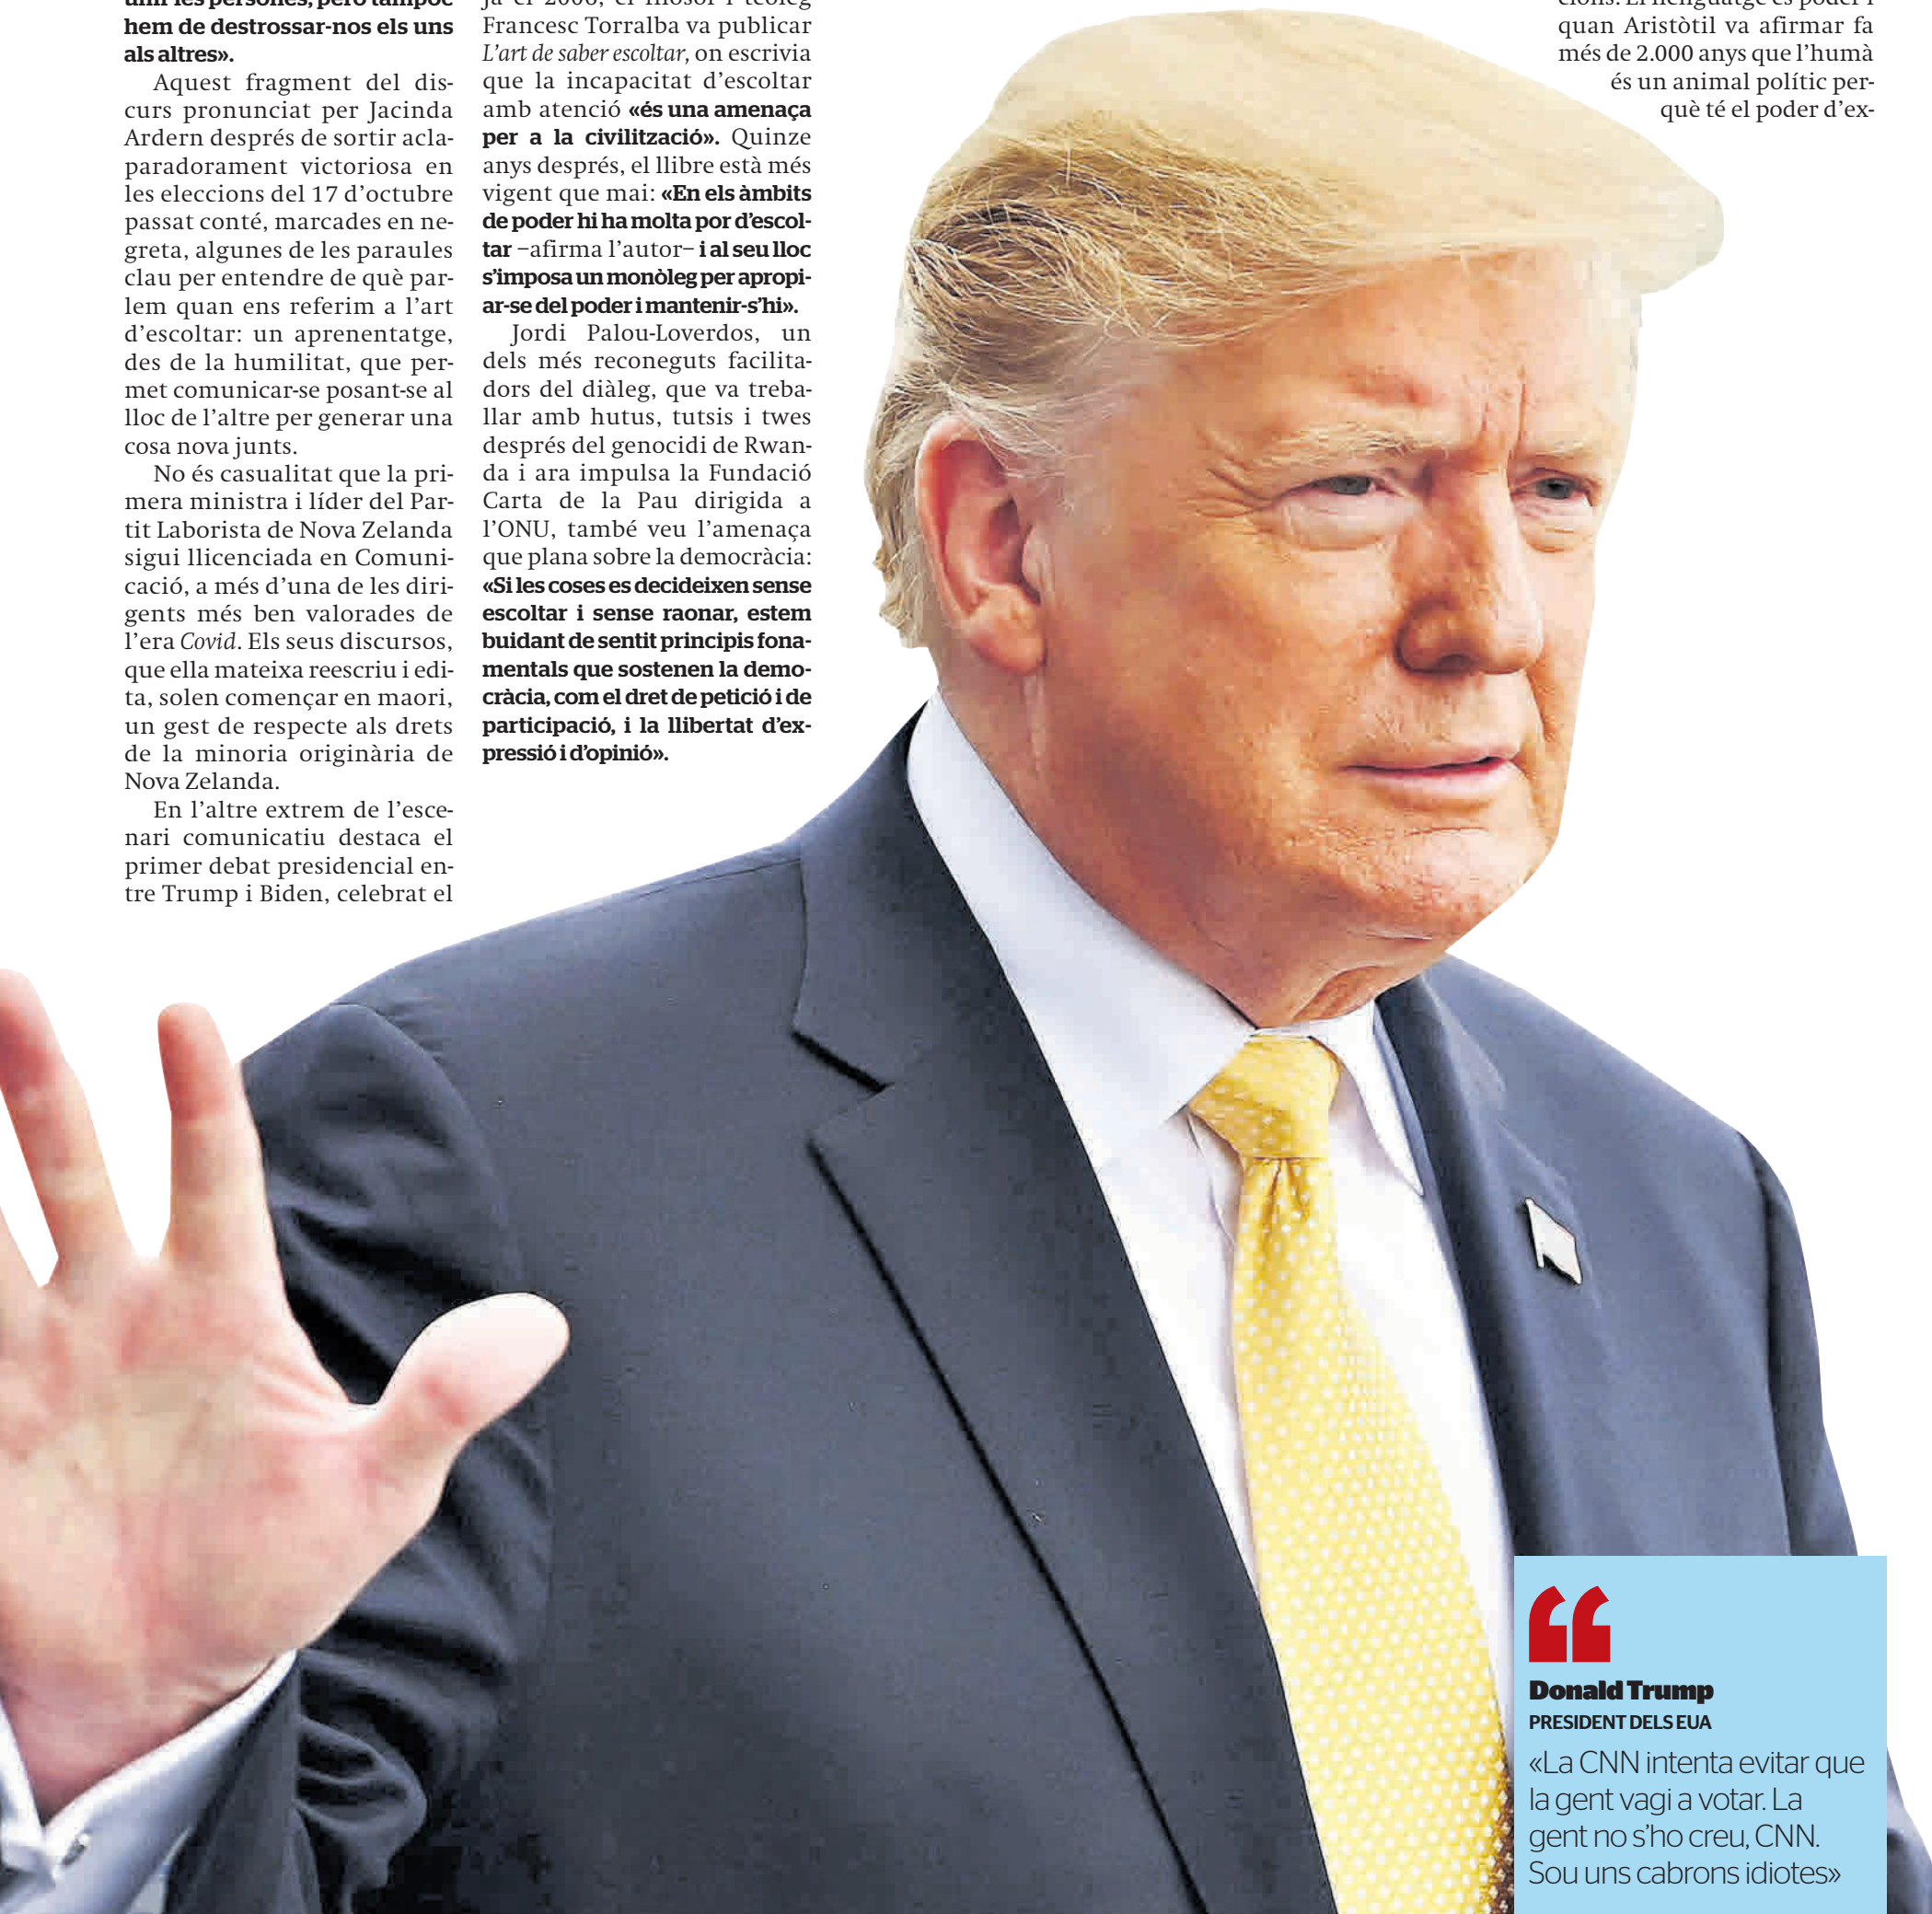 unir les persones, però tampoc
hem de destrossar-nos els uns
als altres».
Aquest fragment del dis-
curs pronunciat per Jacinda
Ardern després de sortir acla-
paradorament victoriosa en
les eleccions del 17 d’octubre
passat conté, marcades en ne-
greta, algunes de les paraules
clau per entendre de què par-
lem quan ens referim a l’art
d’escoltar: un aprenentatge,
des de la humilitat, que per-
met comunicar-se posant-se al
lloc de l’altre per generar una
cosa nova junts.
No és casualitat que la pri-
mera ministra i líder del Par-
tit Laborista de Nova Zelanda
sigui llicenciada en Comuni-
cació, a més d’una de les diri-
gents més ben valorades de
l’era Covid. Els seus discursos,
que ella mateixa reescriu i edi-
ta, solen començar en maori,
un gest de respecte als drets
de la minoria originària de
Nova Zelanda.
En l’altre extrem de l’esce-
nari comunicatiu destaca el
primer debat presidencial en-
tre Trump i Biden, celebrat el
ja el 2006, el filòsof i teòleg
Francesc Torralba va publicar
L’art de saber escoltar, on escrivia
que la incapacitat d’escoltar
amb atenció «és una amenaça
per a la civilització». Quinze
anys després, el llibre està més
vigent que mai: «En els àmbits
de poder hi ha molta por d’escol-
tar –afirma l’autor– i al seu lloc
s’imposa un monòleg per apropi-
ar-se del poder i mantenir-s’hi».
Jordi Palou-Loverdos, un
dels més reconeguts facilita-
dors del diàleg, que va treba-
llar amb hutus, tutsis i twes
després del genocidi de Rwan-
da i ara impulsa la Fundació
Carta de la Pau dirigida a
l’ONU, també veu l’amenaça
que plana sobre la democràcia:
«Si les coses es decideixen sense
escoltar i sense raonar, estem
buidant de sentit principis fona-
mentals que sostenen la demo-
cràcia, com el dret de petició i de
participació, i la llibertat d’ex-
pressió i d’opinió».
cions. El llenguatge és poder i
quan Aristòtil va afirmar fa
més de 2.000 anys que l’humà
és un animal polític per-
què té el poder d’ex-
“
Donald Trump
PRESIDENT DELS EUA
«La CNN intenta evitar que
la gent vagi a votar. La
gent no s’ho creu, CNN.
Sou uns cabrons idiotes»